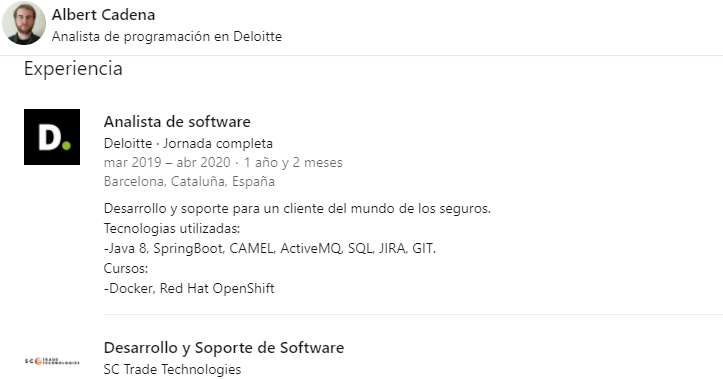 Albert Cadena
Analista de programación en Deloitte
Experiencia
D.
Analista de software
Deloitte · Jornada completa
mar 2019 – abr 2020 · 1 año y 2 meses
Barcelona, Cataluña, España
Desarrollo y soporte para un cliente del mundo de los seguros.
Tecnologias utilizadas:
-Java 8, SpringBoot, CAMEL, ActiveMQ, SQL, JIRA, GIT.
Cursos:
-Docker, Red Hat OpenShift
SC TRADE
TECHNOLOGIES
Desarrollo y Soporte de Software
SC Trade Technologies